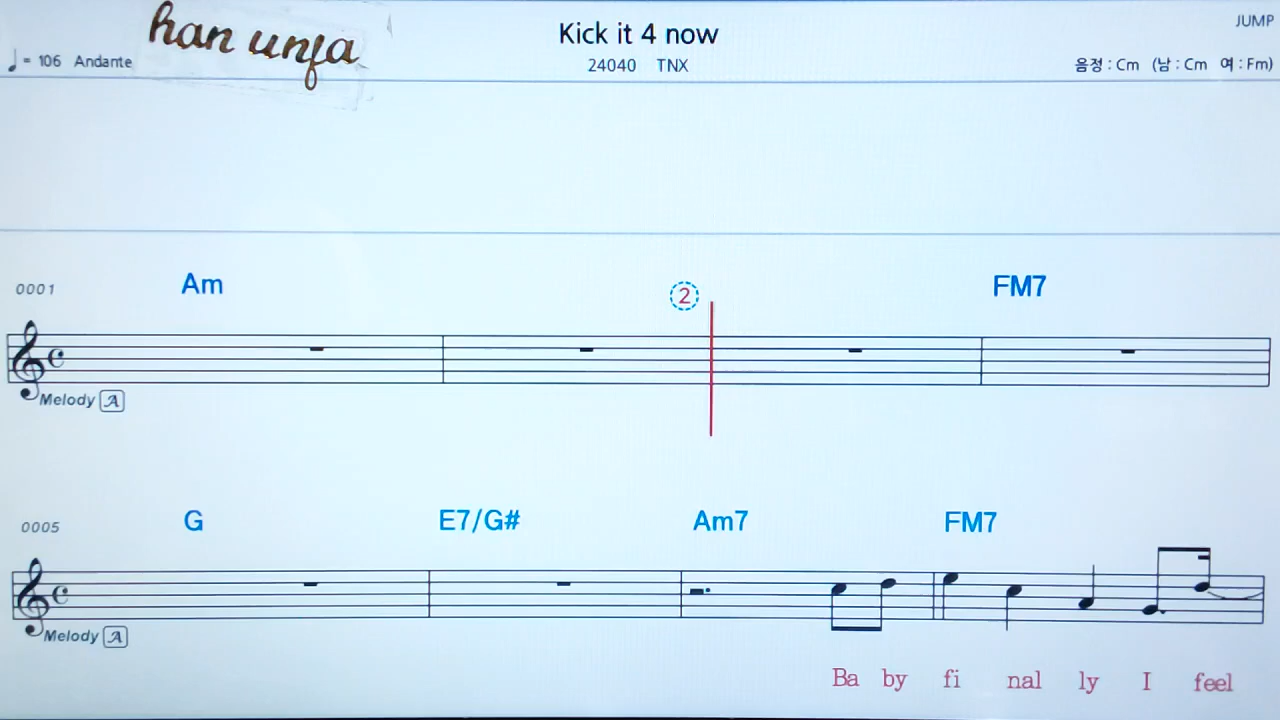 han unfa
Kick it 4 now
JUMP
♩ = 106 Andante
24040 TNX
음정 : Cm (남 : Cm 여 : Fm)
0001 Am ② FM7
Melody A
0005 G E7/G# Am7 FM7
Melody A
Ba by fi nal ly I feel